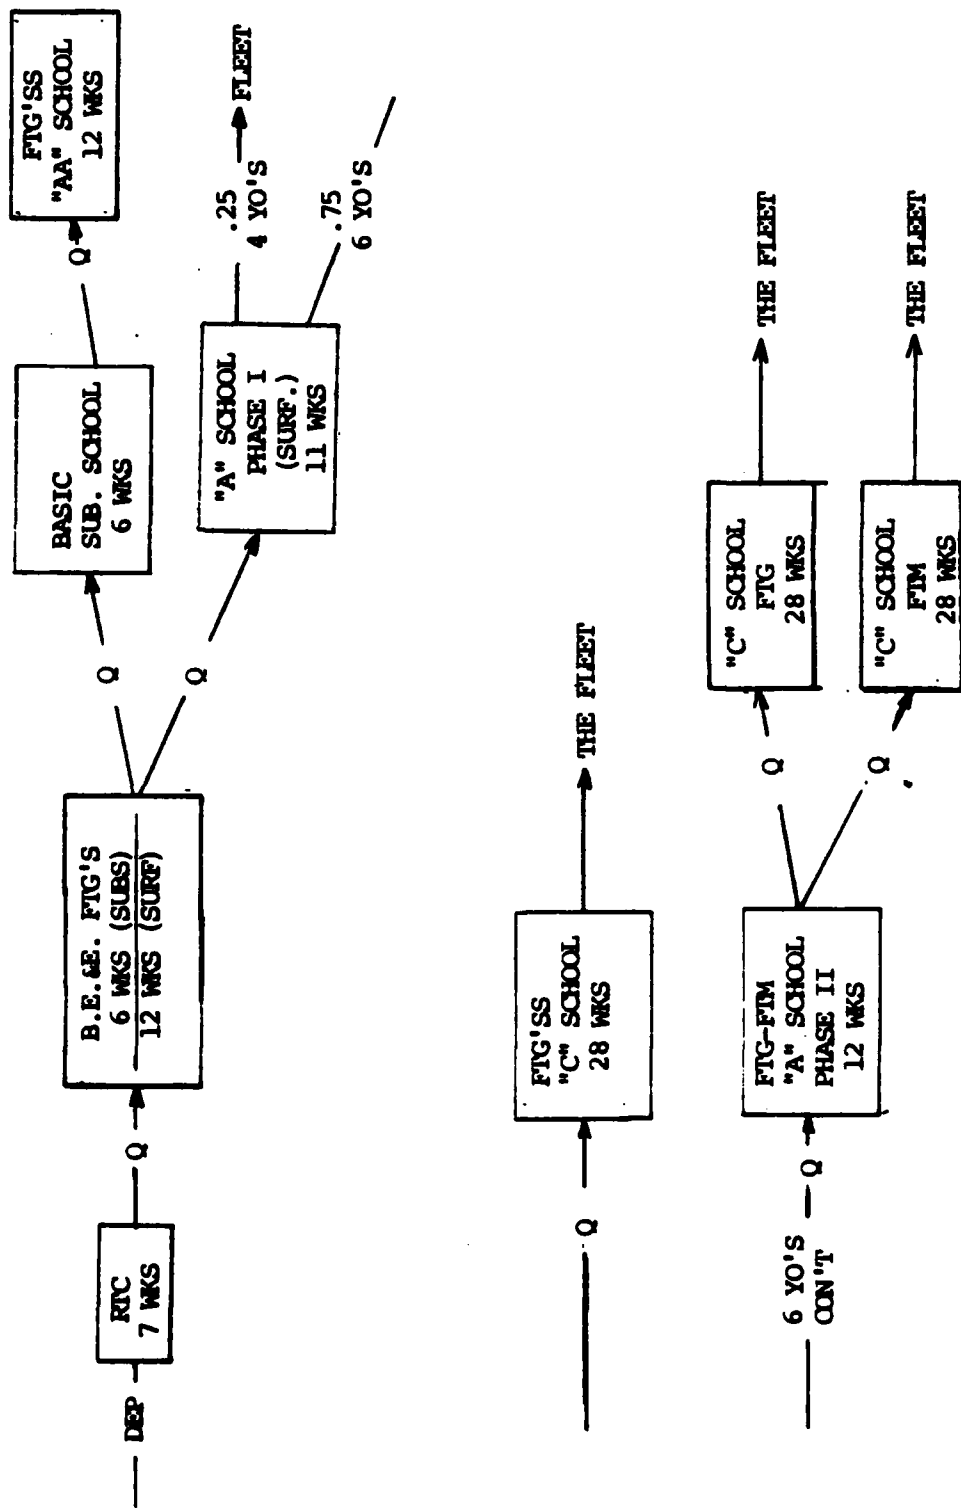 DEP
RTC
7 WKS
Q
B.E.&E. FTG'S
6 WKS (SUBS)
12 WKS (SURF)
Q
Q
BASIC
SUB. SCHOOL
6 WKS
Q
FTG'SS
"AA" SCHOOL
12 WKS
"A" SCHOOL
PHASE I
(SURF.)
11 WKS
.25
4 YO'S
FLEET
.75
6 YO'S
Q
FTG'SS
"C" SCHOOL
28 WKS
THE FLEET
6 YO'S
CON'T
Q
FTG-FTM
"A" SCHOOL
PHASE II
12 WKS
Q
Q
"C" SCHOOL
FTG
28 WKS
THE FLEET
"C" SCHOOL
FTM
28 WKS
THE FLEET